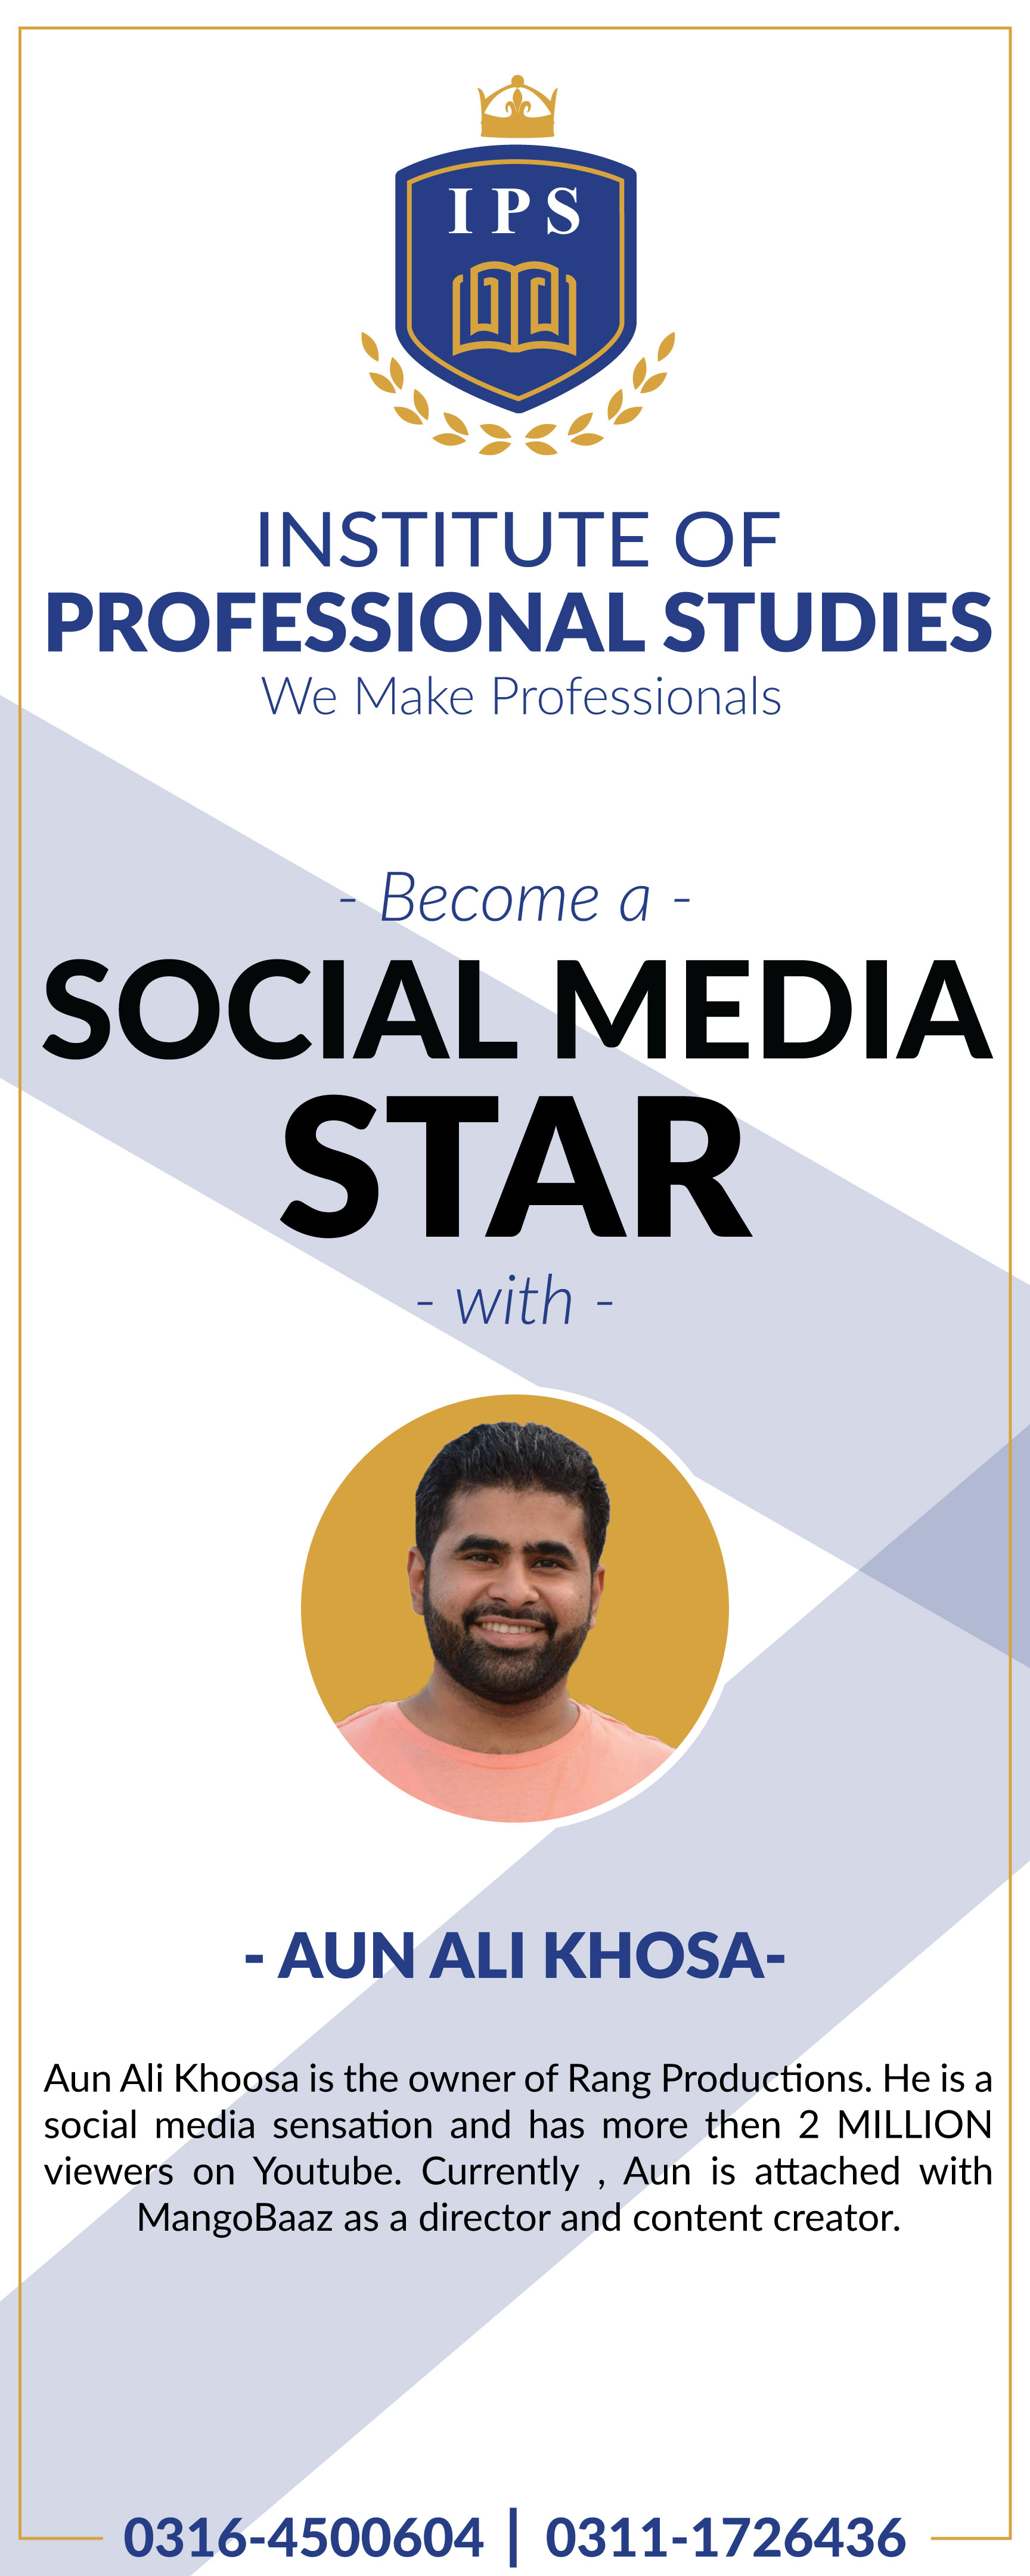 I P S
INSTITUTE OF
PROFESSIONAL STUDIES
We Make Professionals
- Become a -
SOCIAL MEDIA
STAR
- with -
- AUN ALI KHOSA-
Aun Ali Khoosa is the owner of Rang Productions. He is a
social media sensation and has more then 2 MILLION
viewers on Youtube. Currently , Aun is attached with
MangoBaaz as a director and content creator.
0316-4500604 | 0311-1726436